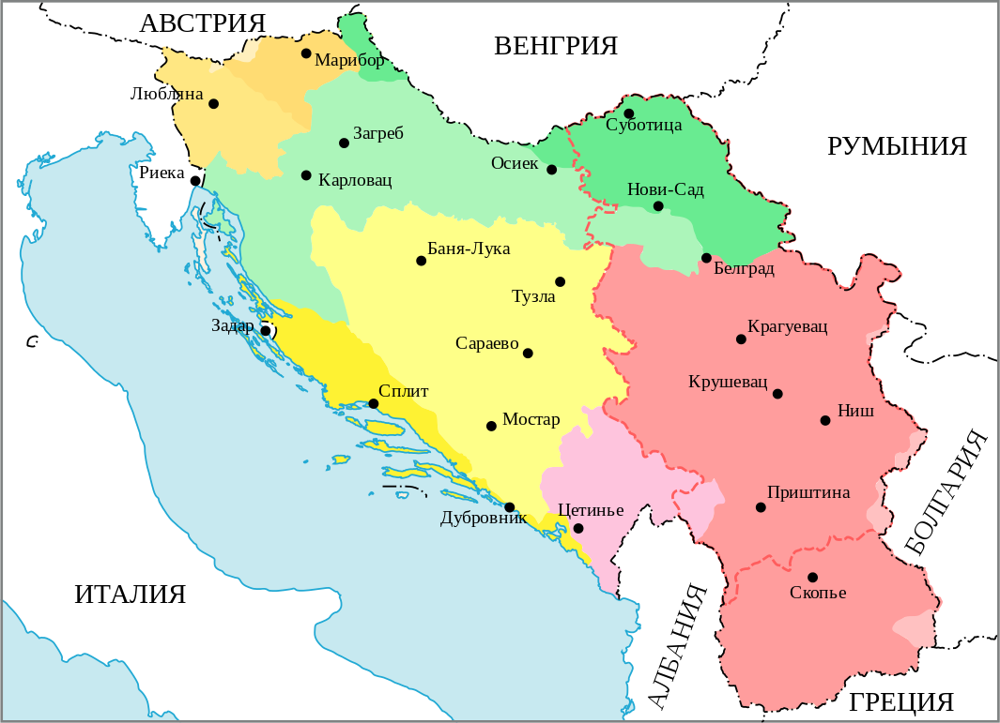 АВСТРИЯ
ВЕНГРИЯ
Марибор
Любляна
Суботица
Загреб
РУМЫНИЯ
Осиек
Риека
Карловац
Нови-Сад
Баня-Лука
Белград
Тузла
Задар
Крагуевац
Сараево
Крушевац
Сплит
Ниш
Мостар
БОЛГАРИЯ
Приштина
Дубровник
Цетинье
ИТАЛИЯ
Скопье
АЛБАНИЯ
ГРЕЦИЯ